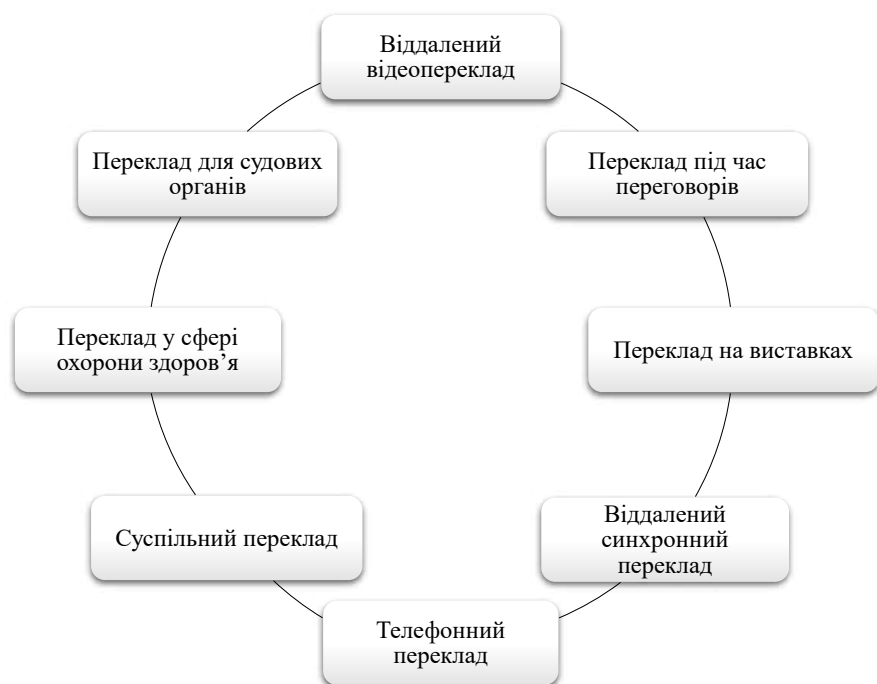 Віддалений
відеопереклад
Переклад під час
переговорів
Переклад на виставках
Віддалений
синхронний
переклад
Телефонний
переклад
Суспільний переклад
Переклад у сфері
охорони здоров’я
Переклад для судових
органів